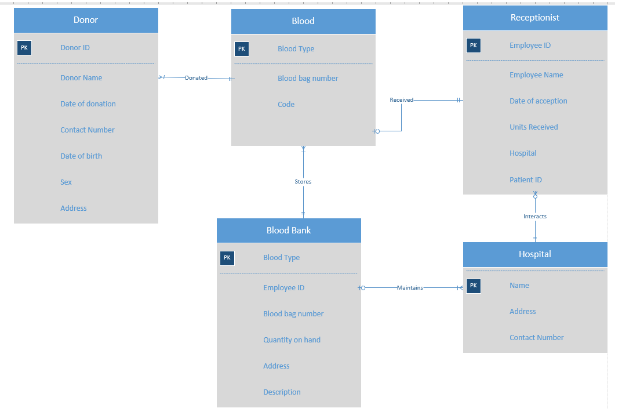 Donor
PK
Donor ID
Donor Name
Date of donation
Contact Number
Date of birth
Sex
Address
Donated
Blood
PK
Blood Type
Blood bag number
Code
Received
Receptionist
PK
Employee ID
Employee Name
Date of acception
Units Received
Hospital
Patient ID
Stores
Interacts
Blood Bank
PK
Blood Type
Employee ID
Blood bag number
Quantity on hand
Address
Description
Maintains
Hospital
PK
Name
Address
Contact Number